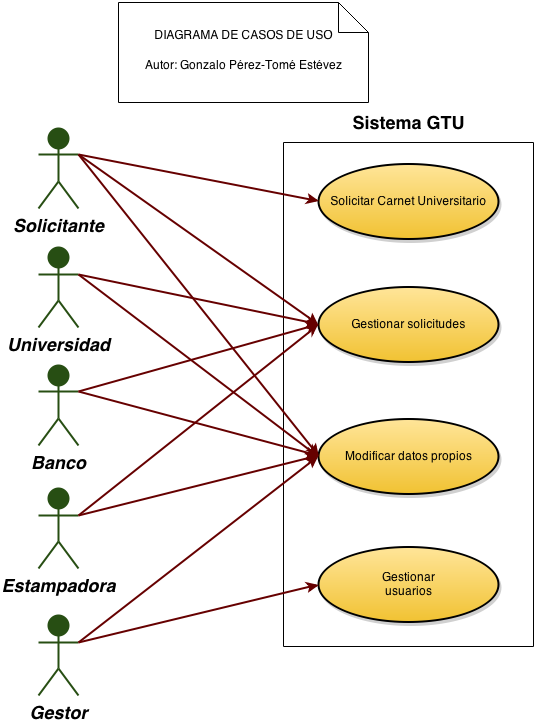 DIAGRAMA DE CASOS DE USO
Autor: Gonzalo Pérez-Tomé Estévez
Sistema GTU
Solicitante
Universidad
Banco
Estampadora
Gestor
Solicitar Carnet Universitario
Gestionar solicitudes
Modificar datos propios
Gestionar
usuarios